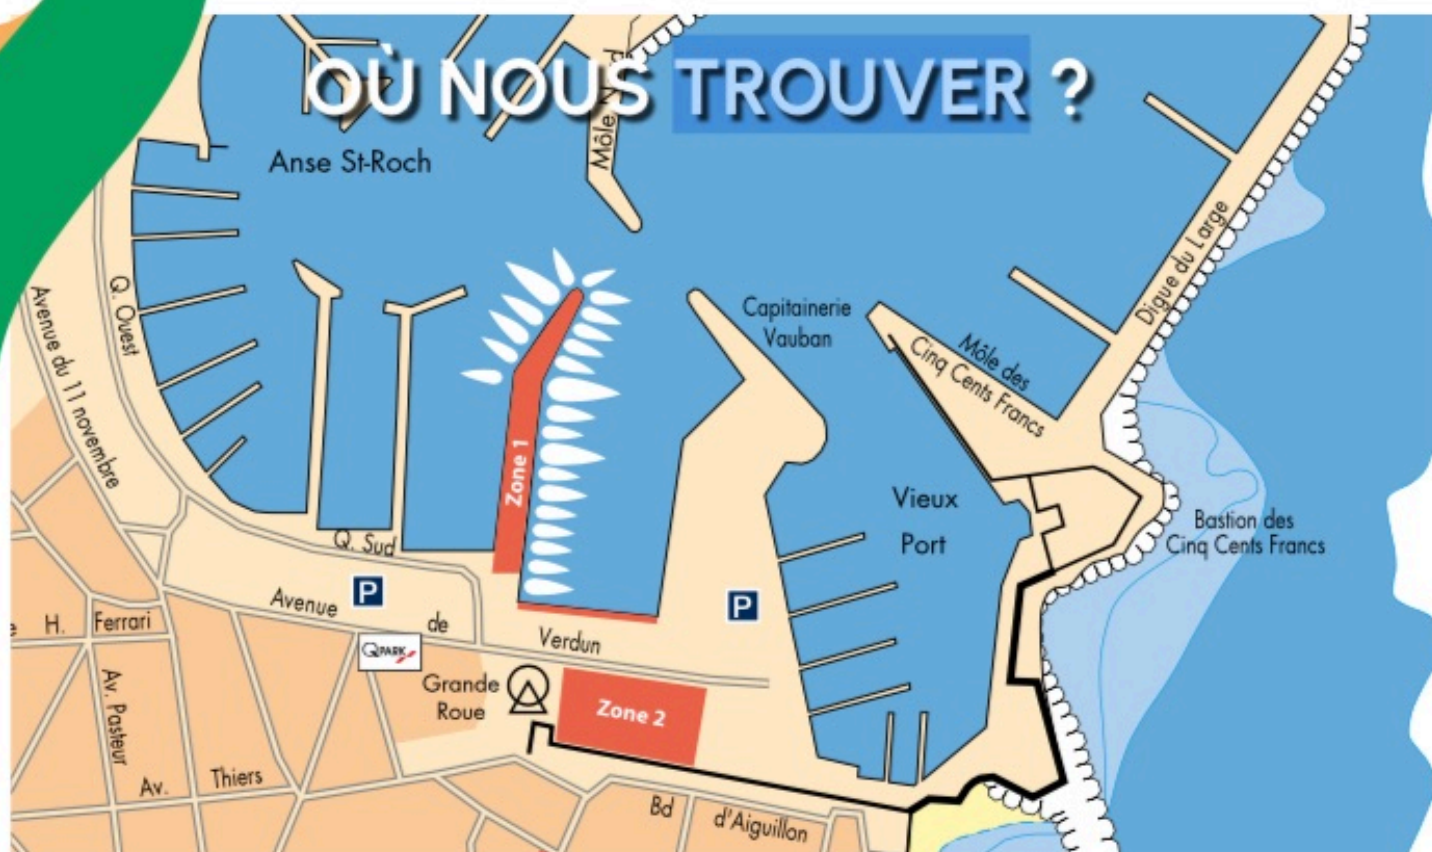 OÙ NOUS TROUVER ?
Môle Nord
Anse St-Roch
Digue du Large
Q. Ouest
Avenue du 11 novembre
Capitainerie
Vauban
Môle des
Cinq Cents Francs
Zone 1
Vieux
Port
Bastion des
Cinq Cents Francs
Q. Sud
P
P
Avenue de Verdun
H. Ferrari
QPARK
Grande
Roue
Zone 2
Av. Pasteur
Av. Thiers
Bd d'Aiguillon